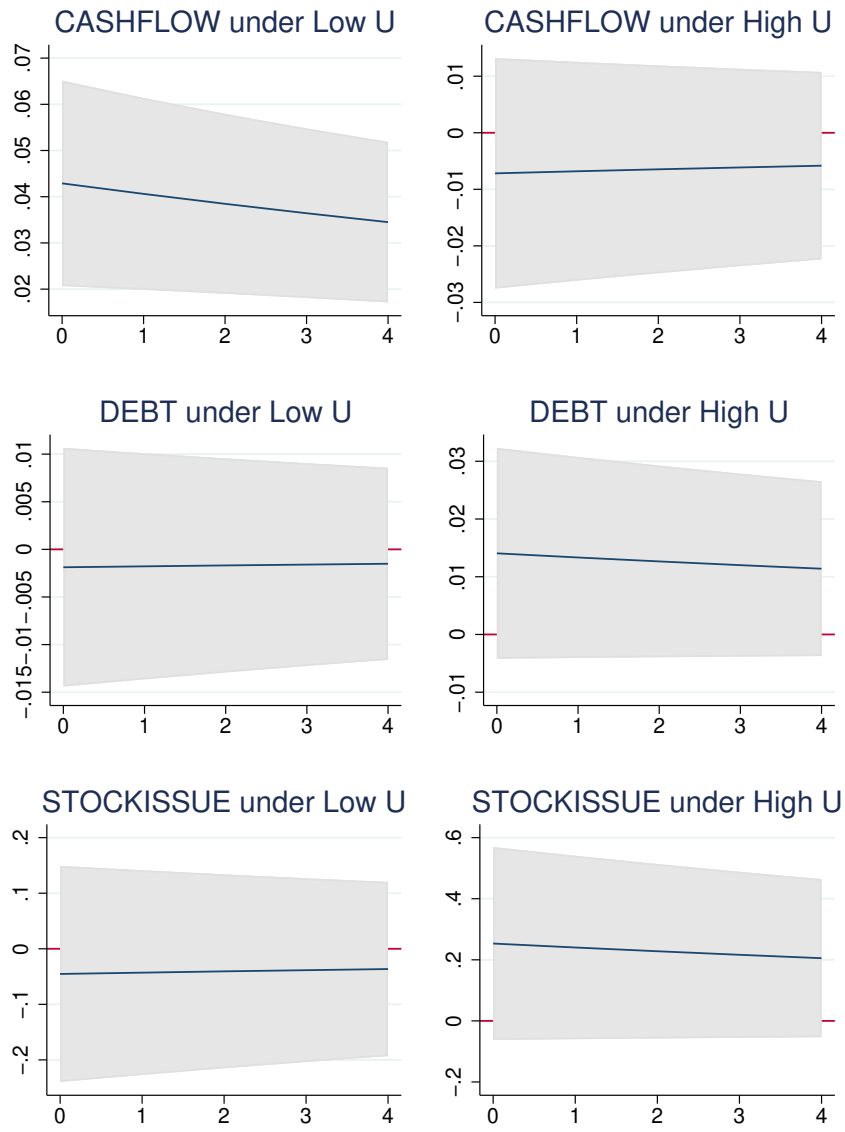 CASHFLOW under Low U
.07
.06
.05
.04
.03
.02
0 1 2 3 4
CASHFLOW under High U
.01
0
-.01
-.02
-.03
0 1 2 3 4
DEBT under Low U
.01
.005
0
-.005
-.01
-.015
0 1 2 3 4
DEBT under High U
.03
.02
.01
0
-.01
0 1 2 3 4
STOCKISSUE under Low U
.2
.1
0
-.1
-.2
0 1 2 3 4
STOCKISSUE under High U
.6
.4
.2
0
-.2
0 1 2 3 4